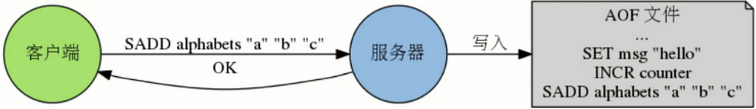 客户端
SADD alphabets "a" "b" "c"
OK
服务器
写入
AOF 文件
...
SET msg "hello"
INCR counter
SADD alphabets "a" "b" "c"